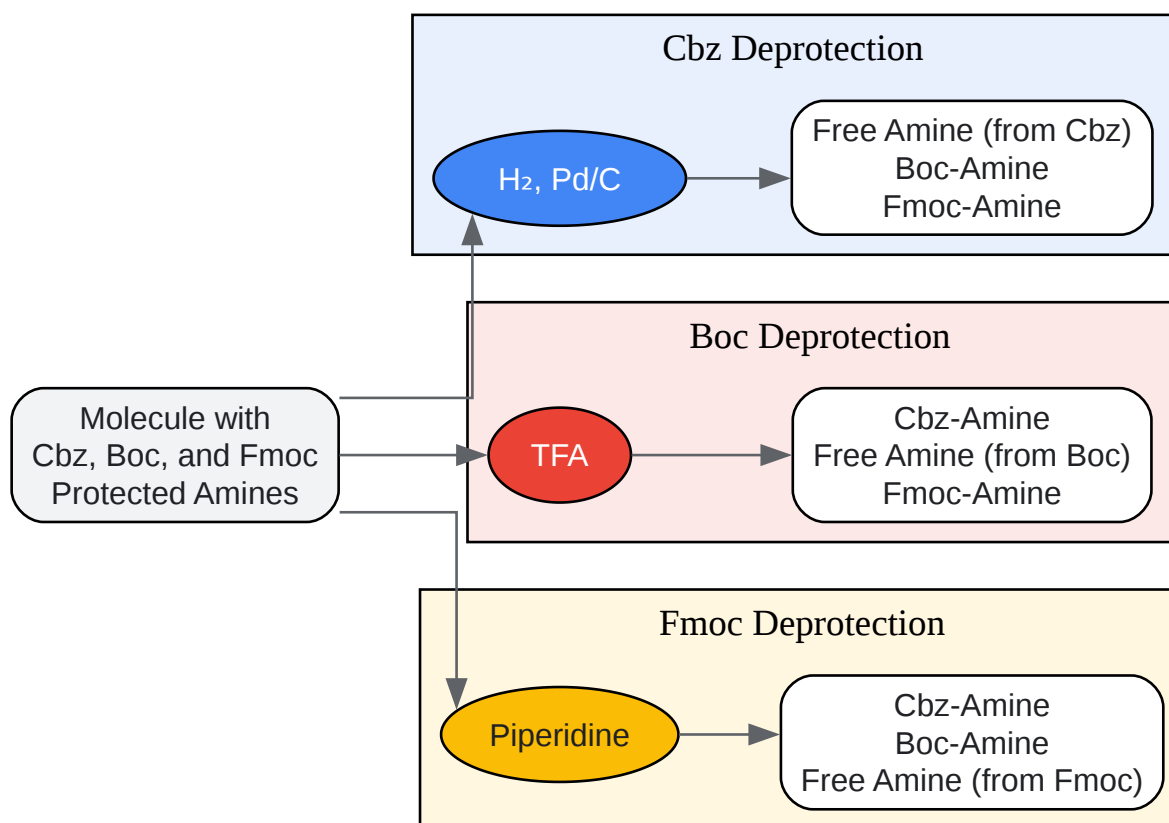 Cbz Deprotection
H₂, Pd/C
Free Amine (from Cbz)
Boc-Amine
Fmoc-Amine
Boc Deprotection
Molecule with
Cbz, Boc, and Fmoc
Protected Amines
TFA
Cbz-Amine
Free Amine (from Boc)
Fmoc-Amine
Fmoc Deprotection
Piperidine
Cbz-Amine
Boc-Amine
Free Amine (from Fmoc)